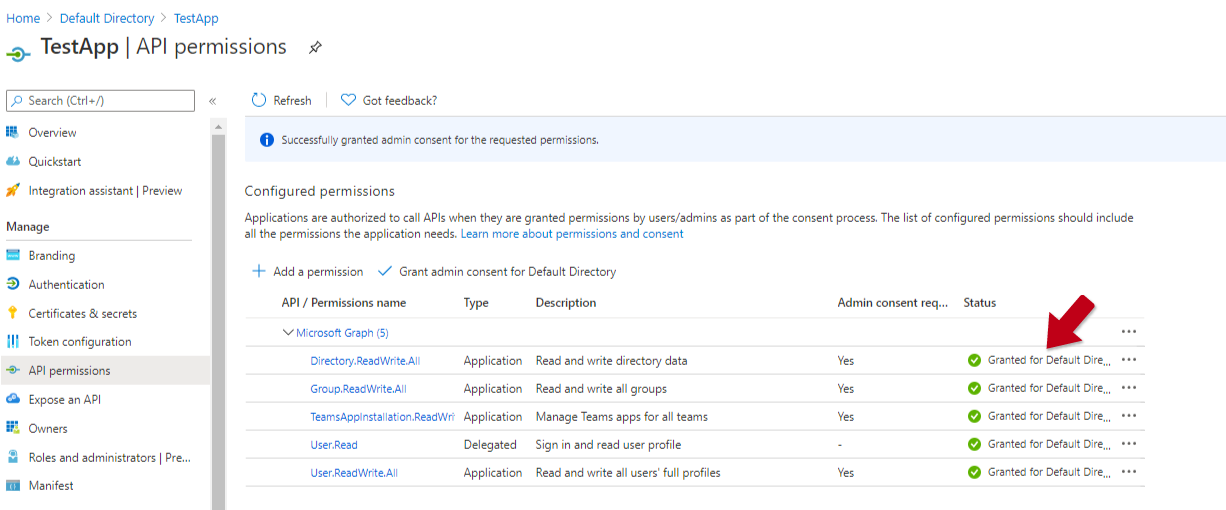 Home > Default Directory > TestApp
TestApp | API permissions
Search (Ctrl+/)
«
Refresh
Got feedback?
Overview
Quickstart
Integration assistant | Preview
Manage
Branding
Authentication
Certificates & secrets
Token configuration
API permissions
Expose an API
Owners
Roles and administrators | Pre...
Manifest
Successfully granted admin consent for the requested permissions.
Configured permissions
Applications are authorized to call APIs when they are granted permissions by users/admins as part of the consent process. The list of configured permissions should include
all the permissions the application needs. Learn more about permissions and consent
Add a permission Grant admin consent for Default Directory
API / Permissions name Type Description Admin consent req... Status
Microsoft Graph (5) ...
Directory.ReadWrite.All Application Read and write directory data Yes Granted for Default Dire... ...
Group.ReadWrite.All Application Read and write all groups Yes Granted for Default Dire... ...
TeamsAppInstallation.ReadWri Application Manage Teams apps for all teams Yes Granted for Default Dire... ...
User.Read Delegated Sign in and read user profile - Granted for Default Dire... ...
User.ReadWrite.All Application Read and write all users' full profiles Yes Granted for Default Dire... ...